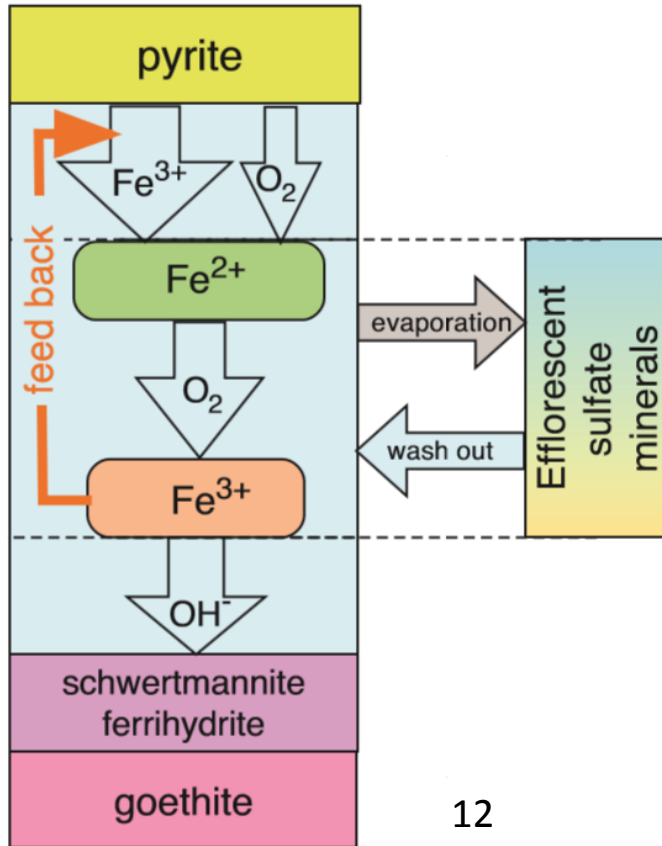 pyrite
Fe³⁺
O₂
feed back
Fe²⁺
evaporation
Efflorescent
sulfate
minerals
O₂
wash out
Fe³⁺
OH⁻
schwertmannite
ferrihydrite
goethite
12